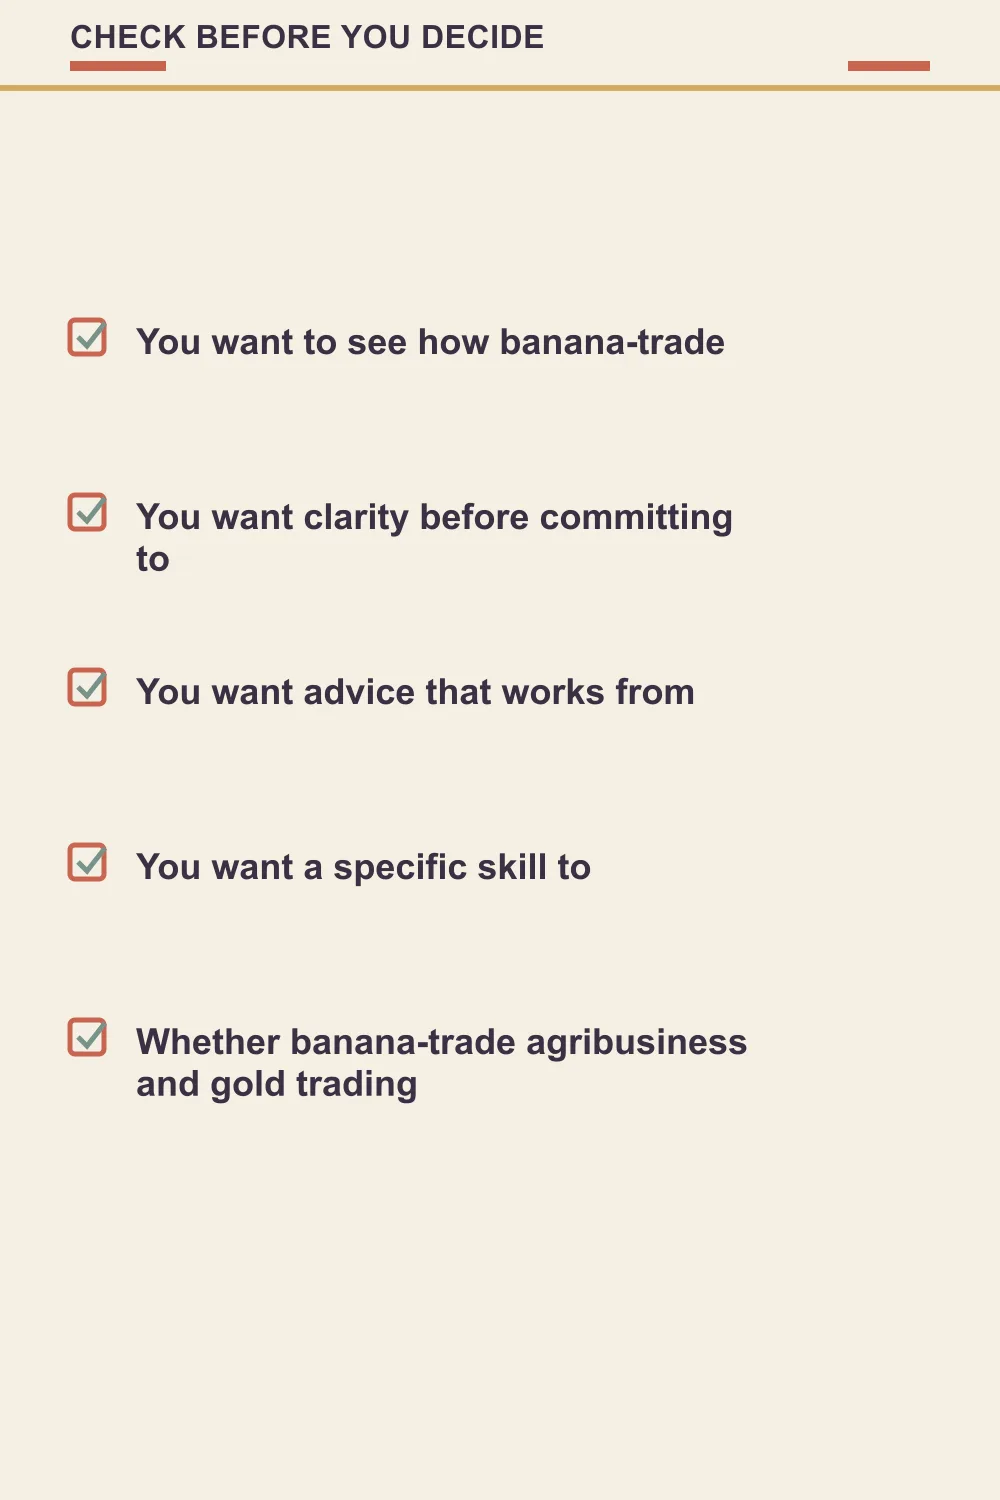 CHECK BEFORE YOU DECIDE
You want to see how banana-trade
You want clarity before committing
to
You want advice that works from
You want a specific skill to
Whether banana-trade agribusiness
and gold trading